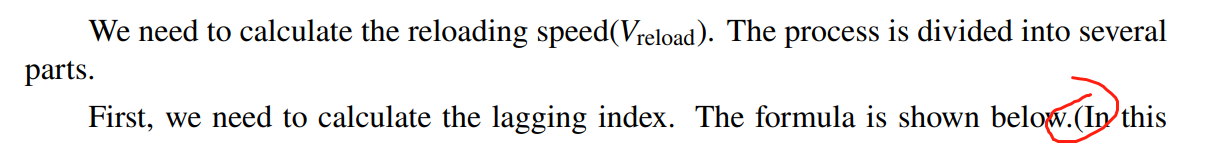 We need to calculate the reloading speed(Vreload). The process is divided into several
parts.
First, we need to calculate the lagging index. The formula is shown below.(In this